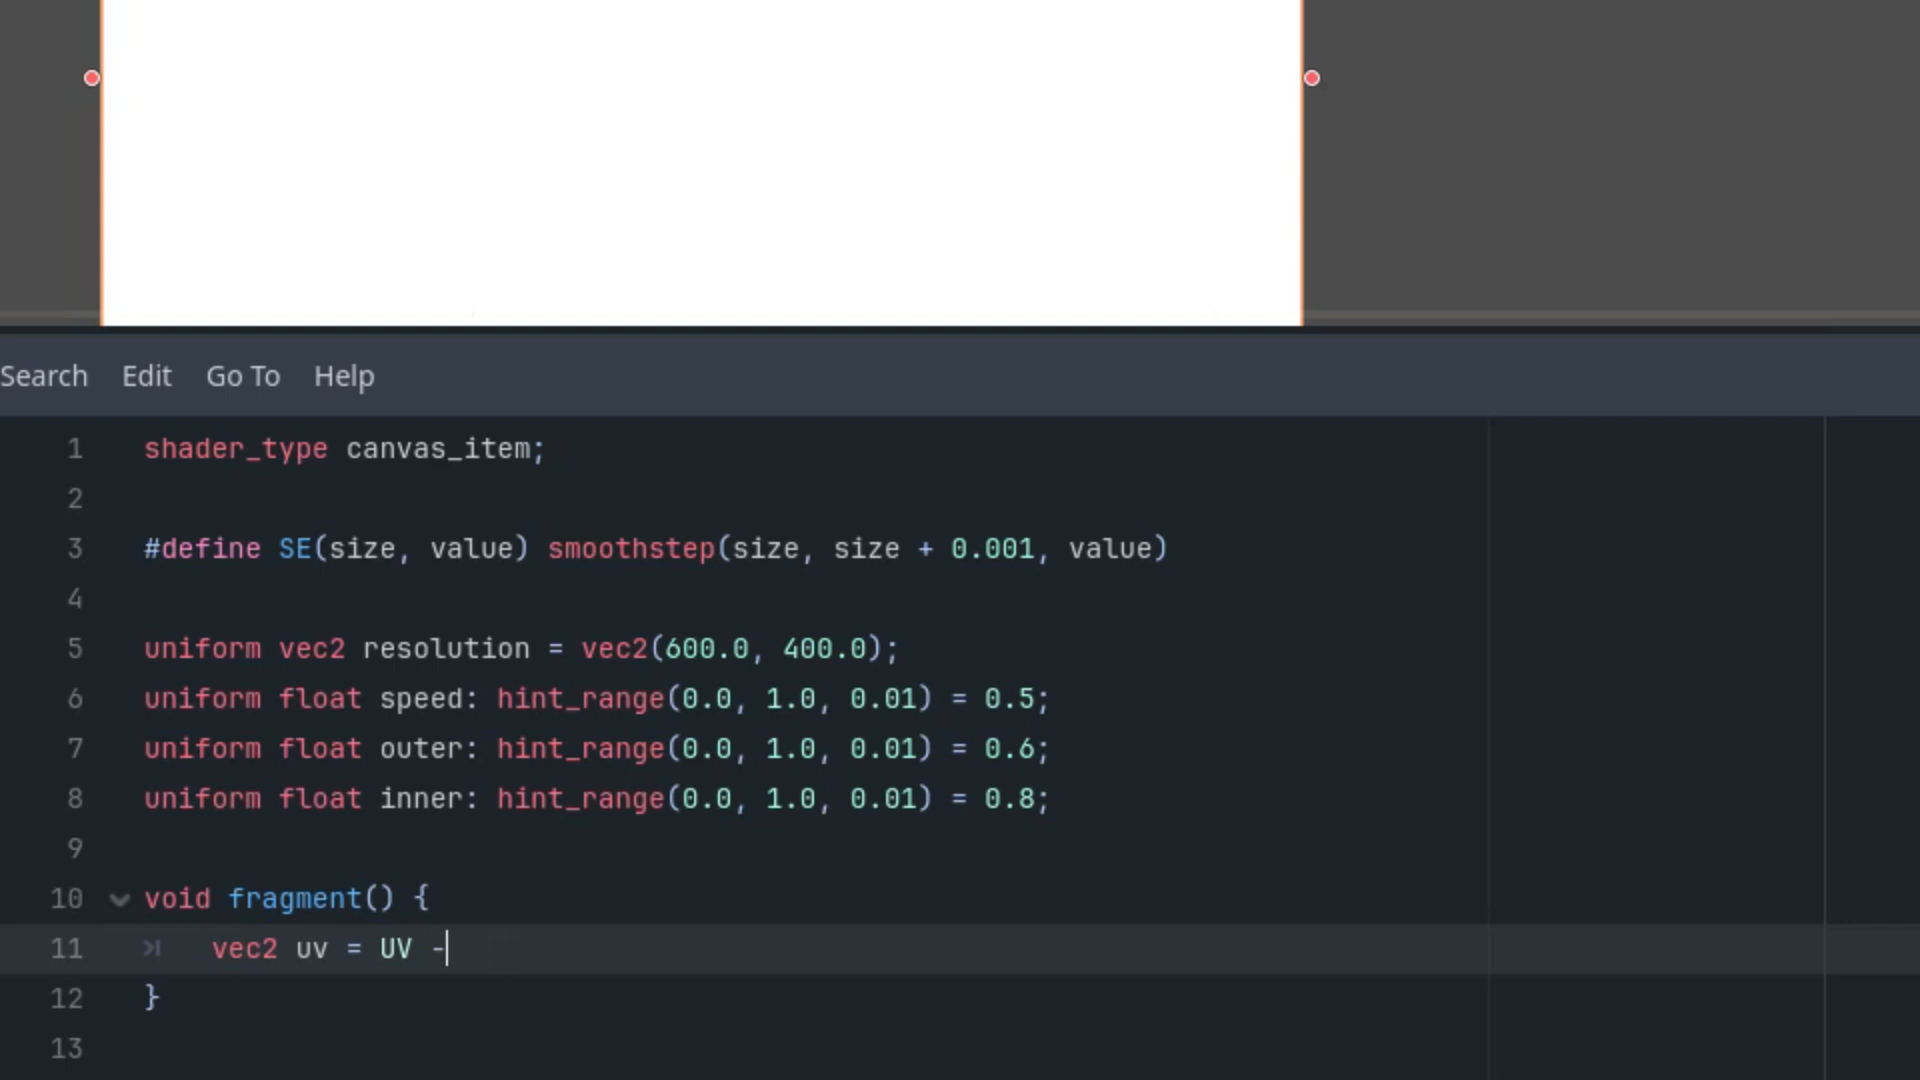 Search Edit Go To Help
1 shader_type canvas_item;
2
3 #define SE(size, value) smoothstep(size, size + 0.001, value)
4
5 uniform vec2 resolution = vec2(600.0, 400.0);
6 uniform float speed: hint_range(0.0, 1.0, 0.01) = 0.5;
7 uniform float outer: hint_range(0.0, 1.0, 0.01) = 0.6;
8 uniform float inner: hint_range(0.0, 1.0, 0.01) = 0.8;
9
10 void fragment() {
11 vec2 uv = UV -
12 }
13